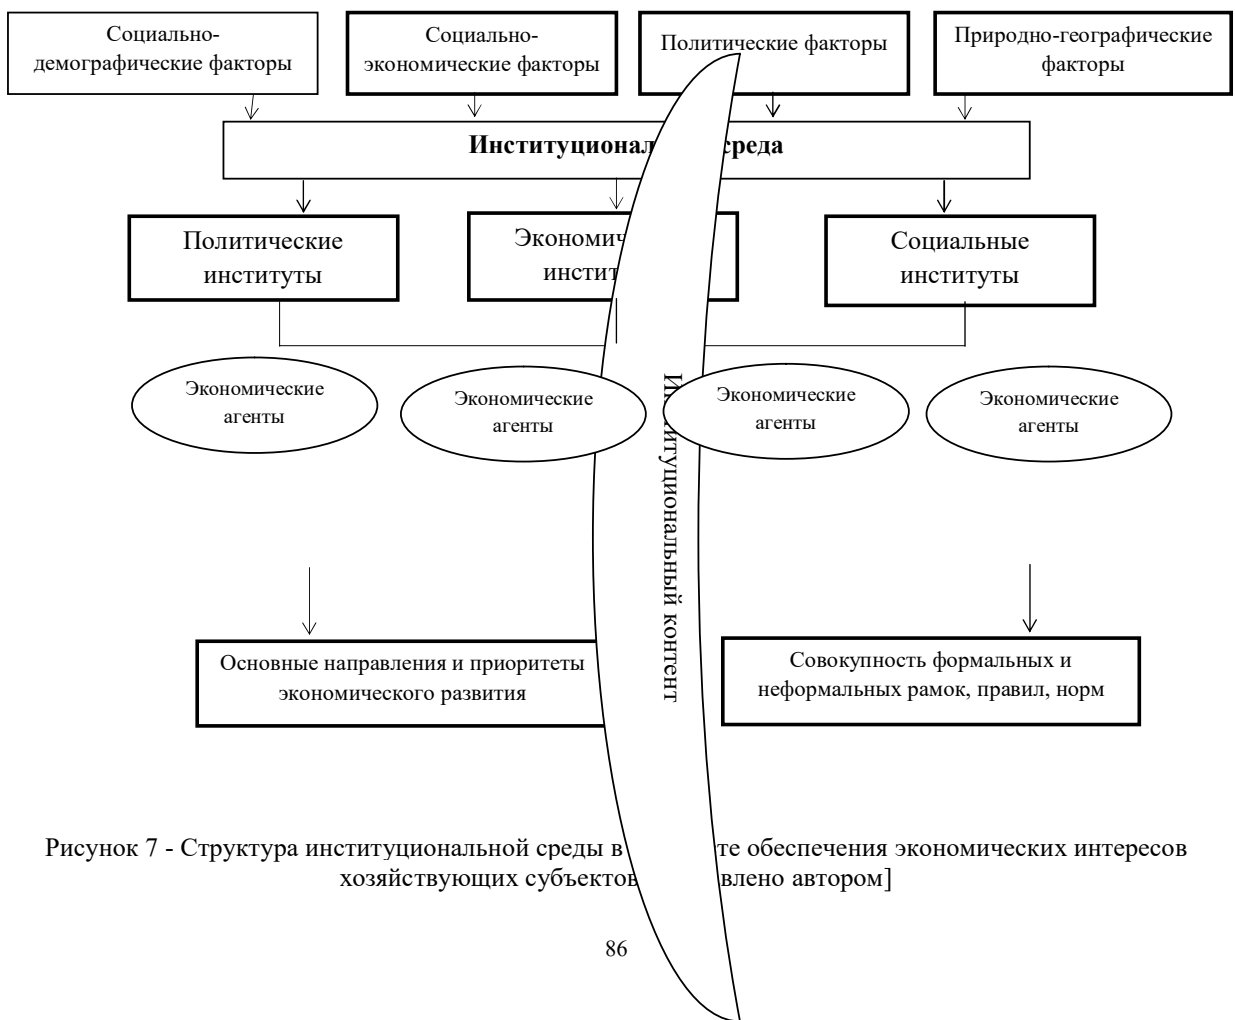 Социально-
демографические факторы
Социально-
экономические факторы
Политические факторы
Природно-географические
факторы
Институционал среда
Политические
институты
Экономич
инстит
Социальные
институты
Экономические
агенты
Экономические
агенты
Экономические
агенты
Экономические
агенты
Институциональный контент
Основные направления и приоритеты
экономического развития
Совокупность формальных и
неформальных рамок, правил, норм
Рисунок 7 - Структура институциональной среды в те обеспечения экономических интересов
хозяйствующих субъектов влено автором]
86